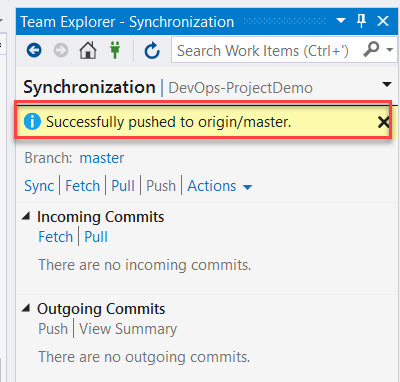 Team Explorer - Synchronization
Search Work Items (Ctrl+')
Synchronization | DevOps-ProjectDemo
Successfully pushed to origin/master.
Branch: master
Sync | Fetch | Pull | Push | Actions
Incoming Commits
Fetch | Pull
There are no incoming commits.
Outgoing Commits
Push | View Summary
There are no outgoing commits.